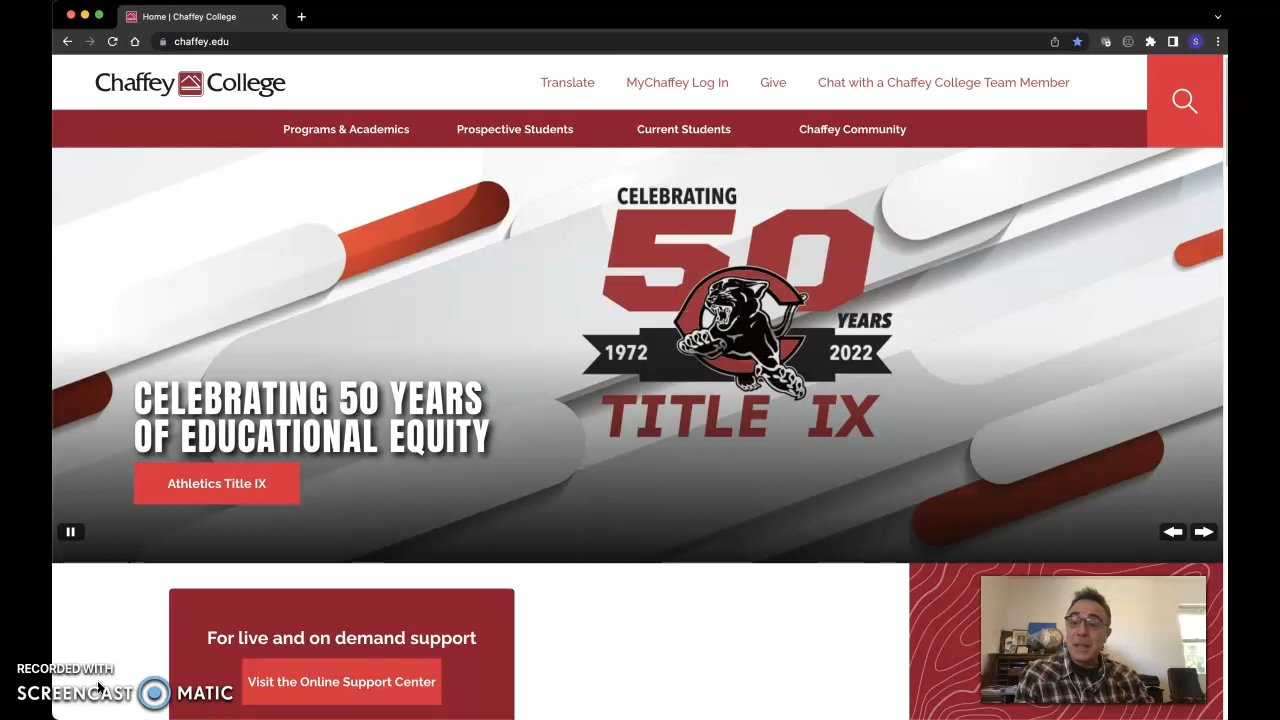 Home | Chaffey College
chaffey.edu
S
Chaffey College
Translate
MyChaffey Log In
Give
Chat with a Chaffey College Team Member
Programs & Academics
Prospective Students
Current Students
Chaffey Community
CELEBRATING
50
YEARS
1972
2022
TITLE IX
CELEBRATING 50 YEARS
OF EDUCATIONAL EQUITY
Athletics Title IX
For live and on demand support
Visit the Online Support Center
RECORDED WITH
SCREENCAST MATIC